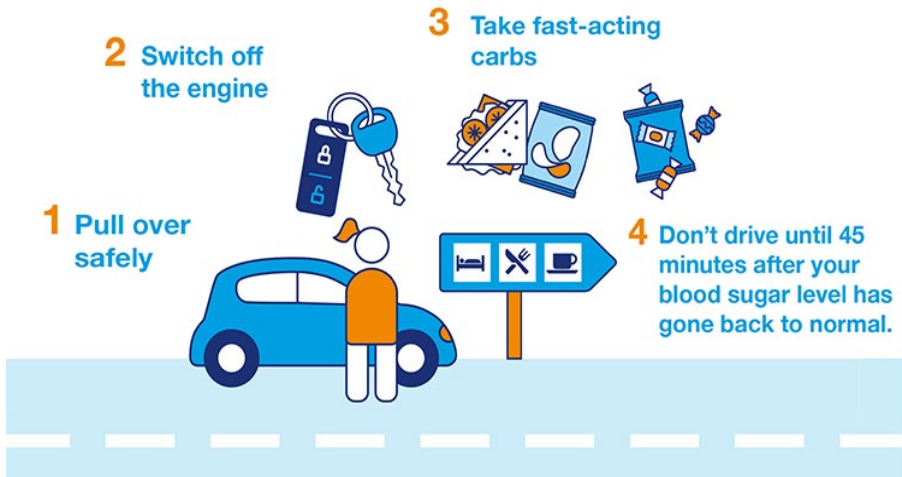 1 Pull over
safely
2 Switch off
the engine
3 Take fast-acting
carbs
4 Don't drive until 45
minutes after your
blood sugar level has
gone back to normal.